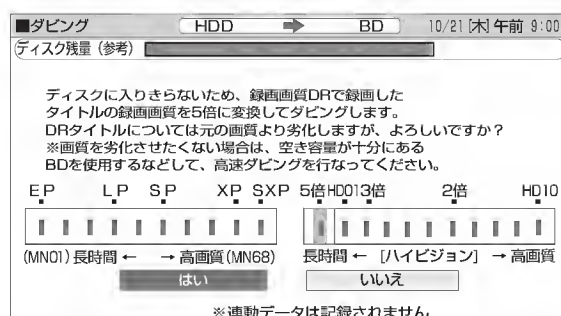 ■ダビング HDD ➡ BD 10/21[木]午前 9:00
ディスク残量(参考)
ディスクに入りきらないため、録画画質DRで録画した
タイトルの録画画質を5倍に変換してダビングします。
DRタイトルについては元の画質より劣化しますが、よろしいですか？
※画質を劣化させたくない場合は、空き容量が十分にある
BDを使用するなどして、高速ダビングを行なってください。
EP LP SP XP SXP 5倍 HD01 3倍 2倍 HD10
(MN01)長時間 ← → 高画質(MN68) 長時間 ← [ハイビジョン] → 高画質
はい いいえ
※連動データは記録されません